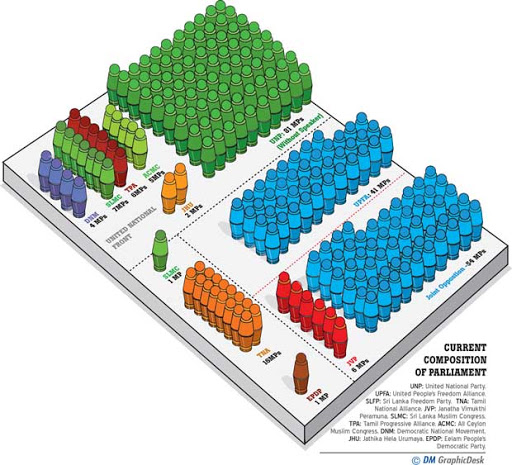 UNP: 81 MPs
(Without Speaker)
ACMC
5MPs
TPA
6MPs
SLMC
7MPs
DNM
4 MPs
UNITED NATIONAL
FRONT
JHU
2 MPs
UPFA: 41 MPs
SLMC
1 MP
Joint Opposition -54 MPs
TNA
16MPs
JVP
6 MPs
EPDP
1 MP
CURRENT
COMPOSITION
OF PARLIAMENT
UNP: United National Party.
UPFA: United People's Freedom Alliance.
SLFP: Sri Lanka Freedom Party. TNA: Tamil
National Alliance, JVP: Janatha Vimukthi
Peramuna. SLMC: Sri Lanka Muslim Congress.
TPA: Tamil Progressive Alliance. ACMC: All Ceylon
Muslim Congress. DNM: Democratic National Movement.
JHU: Jathika Hela Urumaya. EPDP: Eelam People's
Democratic Party.
© DM GraphicDesk